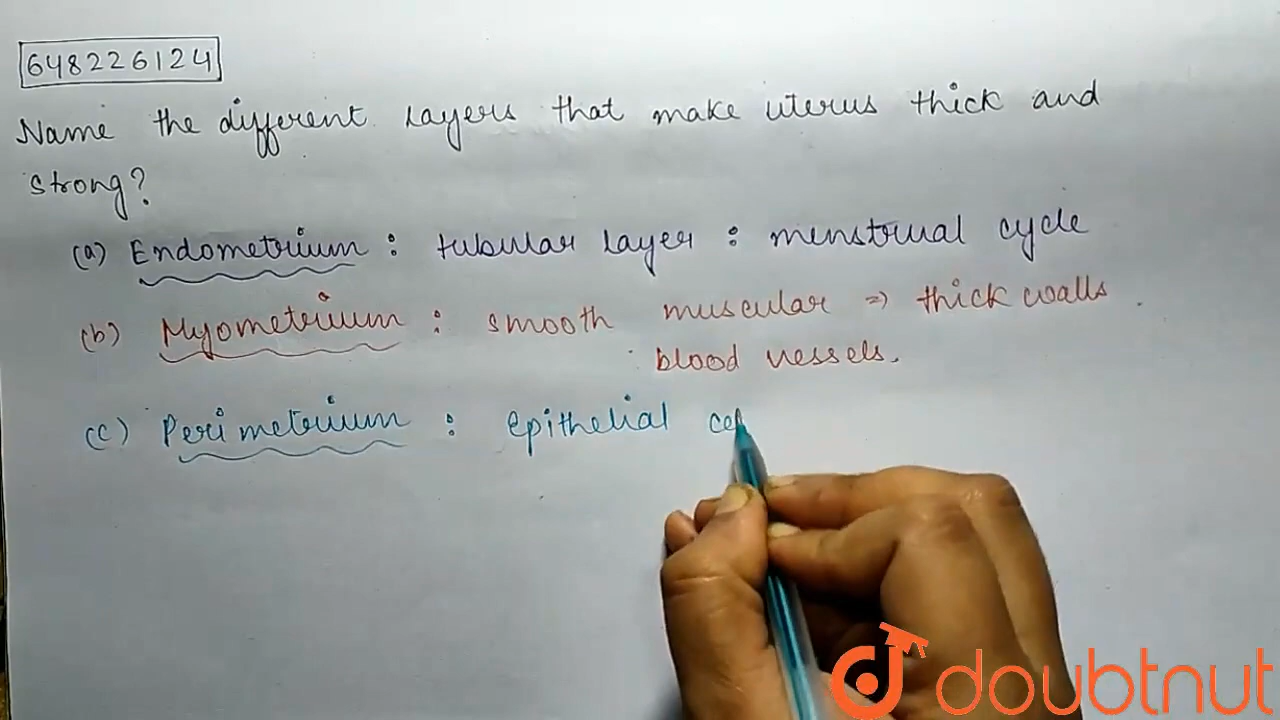 648226124
Name the different layers that make uterus thick and
strong?
(a) Endometrium : tubular layer : menstrual cycle
(b) Myometrium : smooth muscular ⇒ thick walls
blood vessels.
(c) Perimetrium : epithelial cel
doubtnut